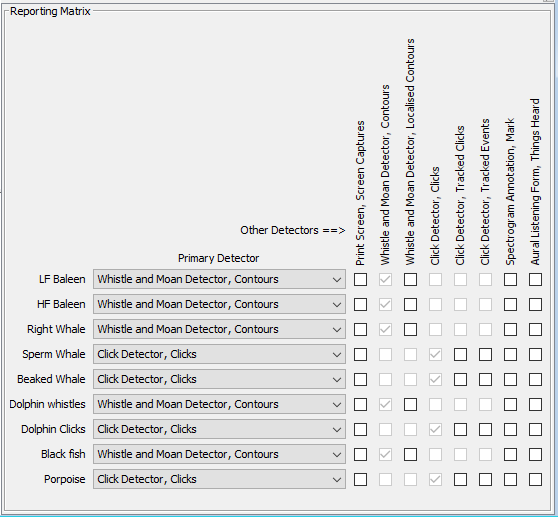 Reporting Matrix
Print Screen, Screen Captures
Whistle and Moan Detector, Contours
Whistle and Moan Detector, Localised Contours
Click Detector, Clicks
Click Detector, Tracked Clicks
Click Detector, Tracked Events
Spectrogram Annotation, Mark
Aural Listening Form, Things Heard
Other Detectors ==>
Primary Detector
LF Baleen Whistle and Moan Detector, Contours
HF Baleen Whistle and Moan Detector, Contours
Right Whale Whistle and Moan Detector, Contours
Sperm Whale Click Detector, Clicks
Beaked Whale Click Detector, Clicks
Dolphin whistles Whistle and Moan Detector, Contours
Dolphin Clicks Click Detector, Clicks
Black fish Whistle and Moan Detector, Contours
Porpoise Click Detector, Clicks